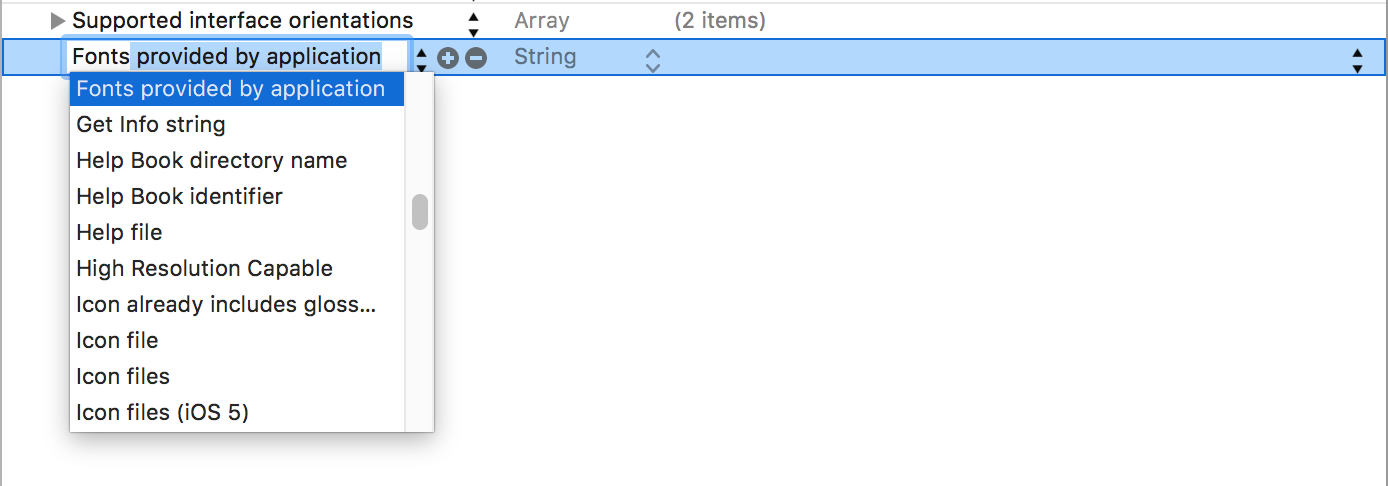 Supported interface orientations Array (2 items)
Fonts provided by application String
Fonts provided by application
Get Info string
Help Book directory name
Help Book identifier
Help file
High Resolution Capable
Icon already includes gloss...
Icon file
Icon files
Icon files (iOS 5)